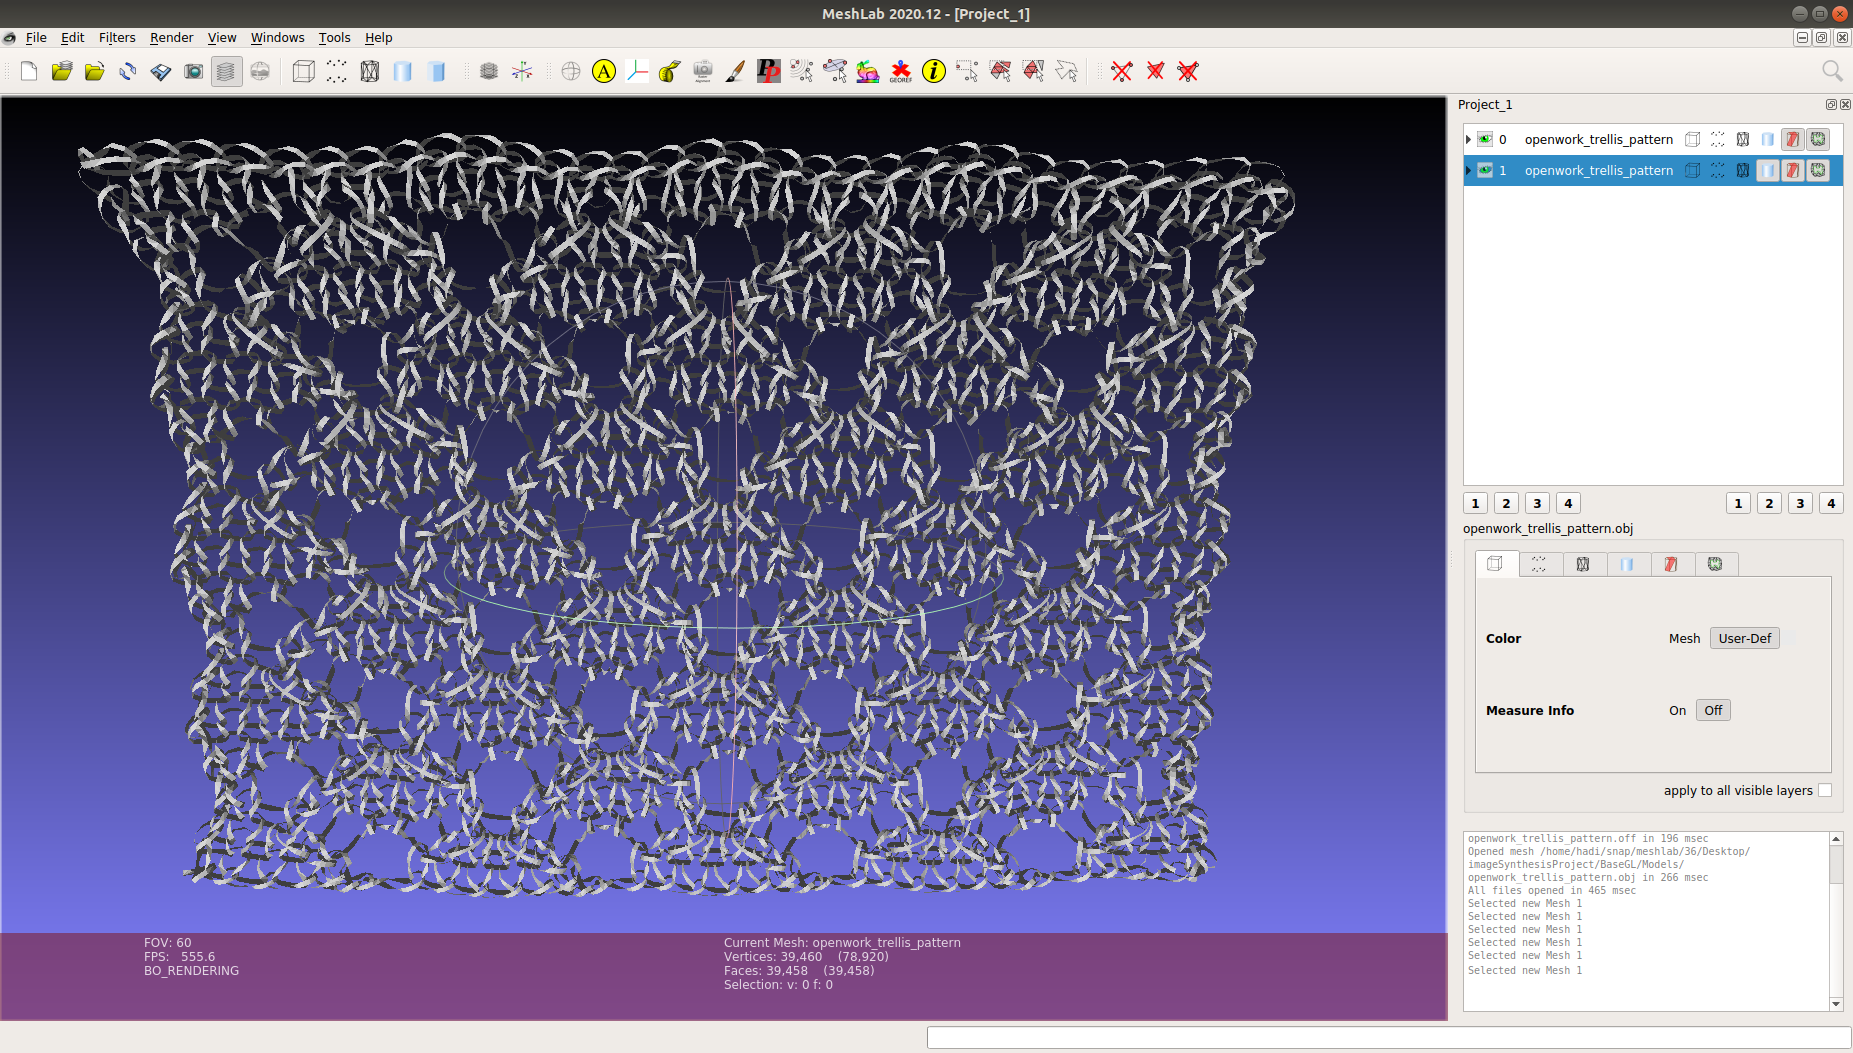 MeshLab 2020.12 - [Project_1]
File Edit Filters Render View Windows Tools Help
A PP GEOREF i
Project_1
0 openwork_trellis_pattern
1 openwork_trellis_pattern
1 2 3 4 1 2 3 4
openwork_trellis_pattern.obj
Color Mesh User-Def
Measure Info On Off
apply to all visible layers
openwork_trellis_pattern.off in 196 msec
Opened mesh /home/hadi/snap/meshlab/36/Desktop/
imageSynthesisProject/BaseGL/Models/
openwork_trellis_pattern.obj in 266 msec
All files opened in 465 msec
Selected new Mesh 1
Selected new Mesh 1
Selected new Mesh 1
Selected new Mesh 1
Selected new Mesh 1
Selected new Mesh 1
FOV: 60
FPS: 555.6
BO_RENDERING
Current Mesh: openwork_trellis_pattern
Vertices: 39,460 (78,920)
Faces: 39,458 (39,458)
Selection: v: 0 f: 0